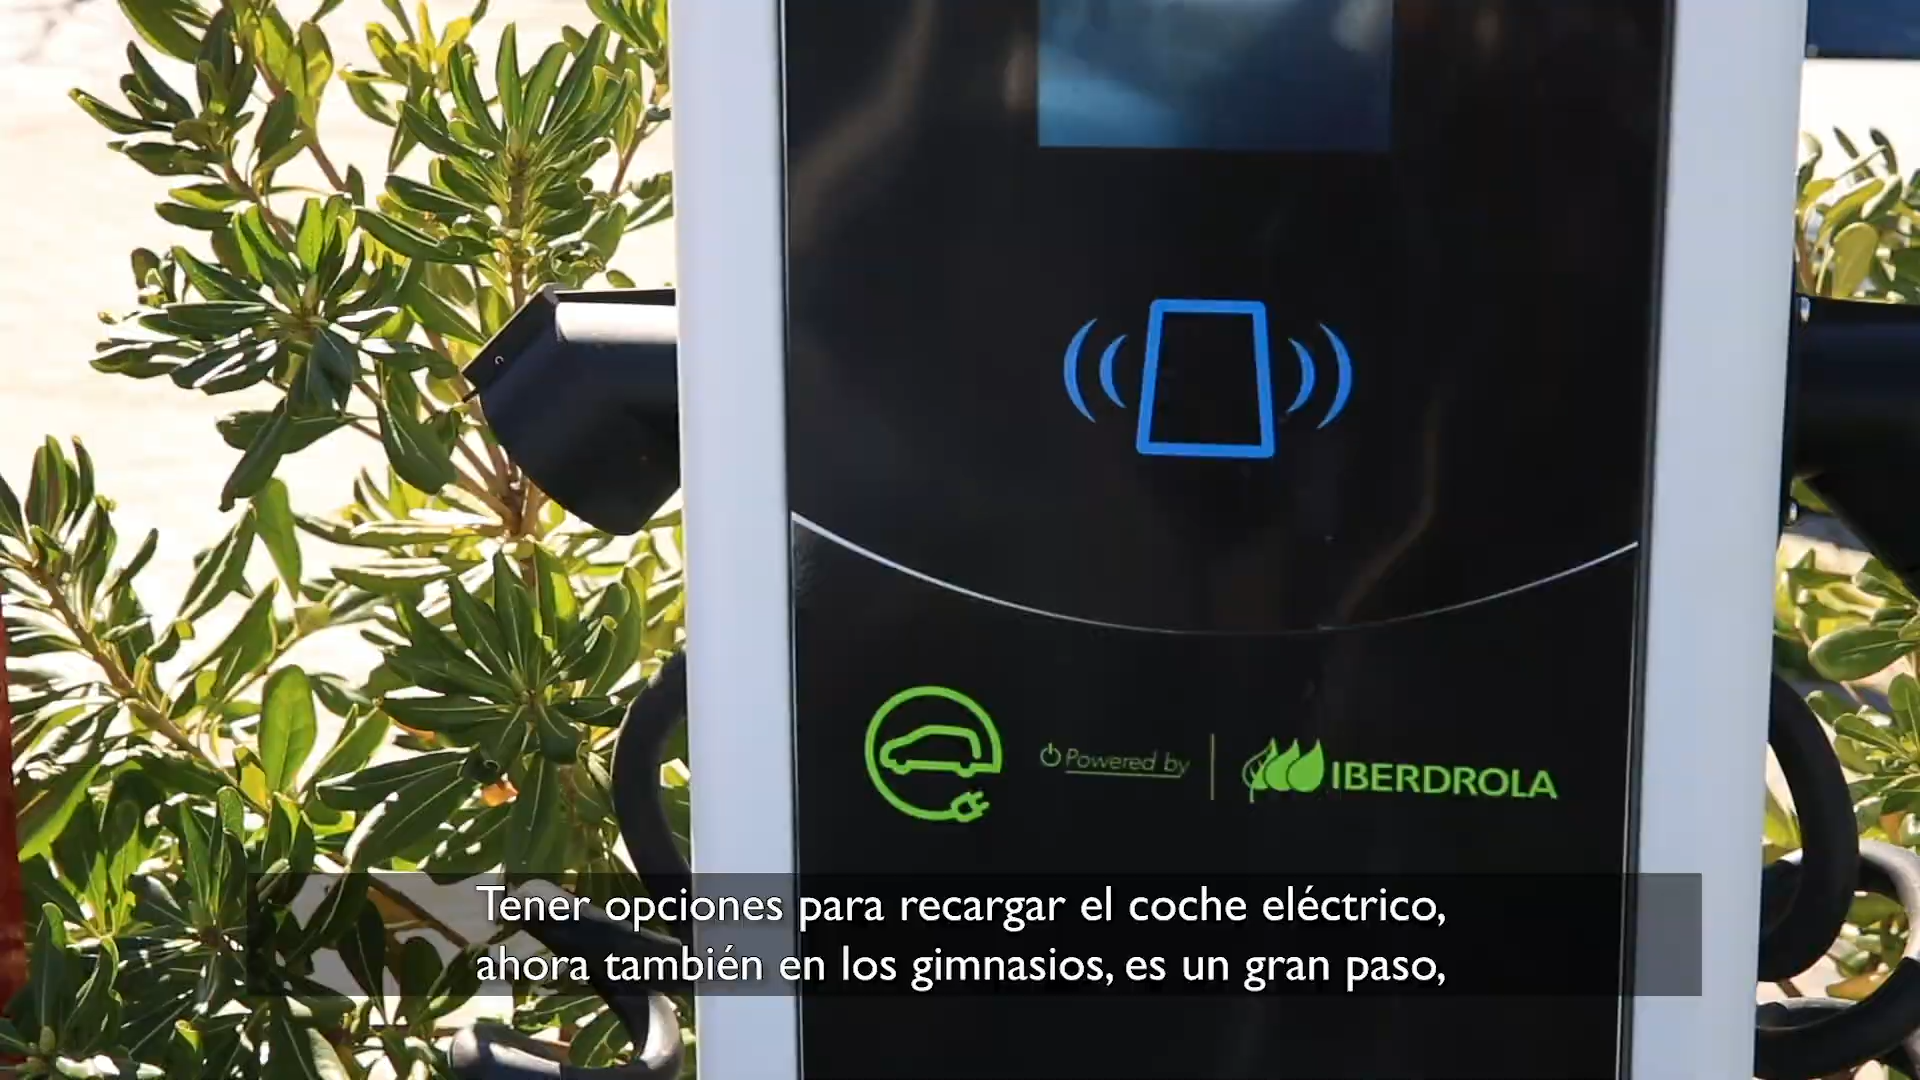 Powered by
IBERDROLA
Tener opciones para recargar el coche eléctrico,
ahora también en los gimnasios, es un gran paso,